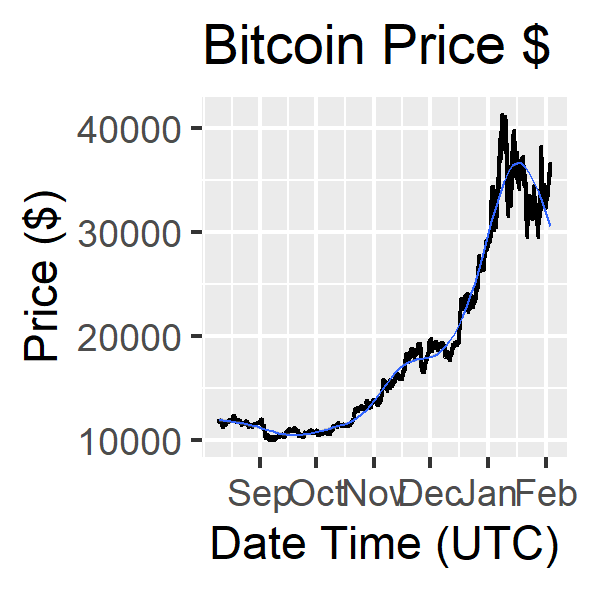 Bitcoin Price $
40000
30000
20000
10000
Price ($)
Sep Oct Nov Dec Jan Feb
Date Time (UTC)